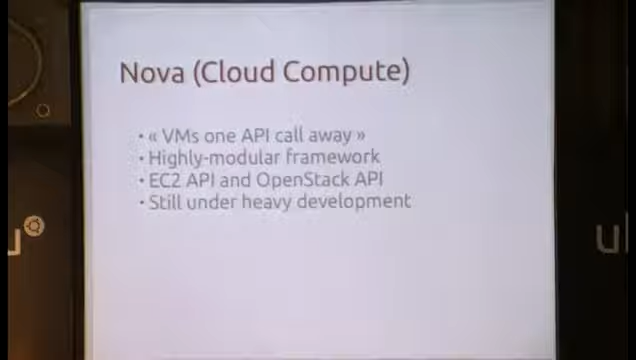 Nova (Cloud Compute)
• « VMs one API call away »
• Highly-modular framework
• EC2 API and OpenStack API
• Still under heavy development